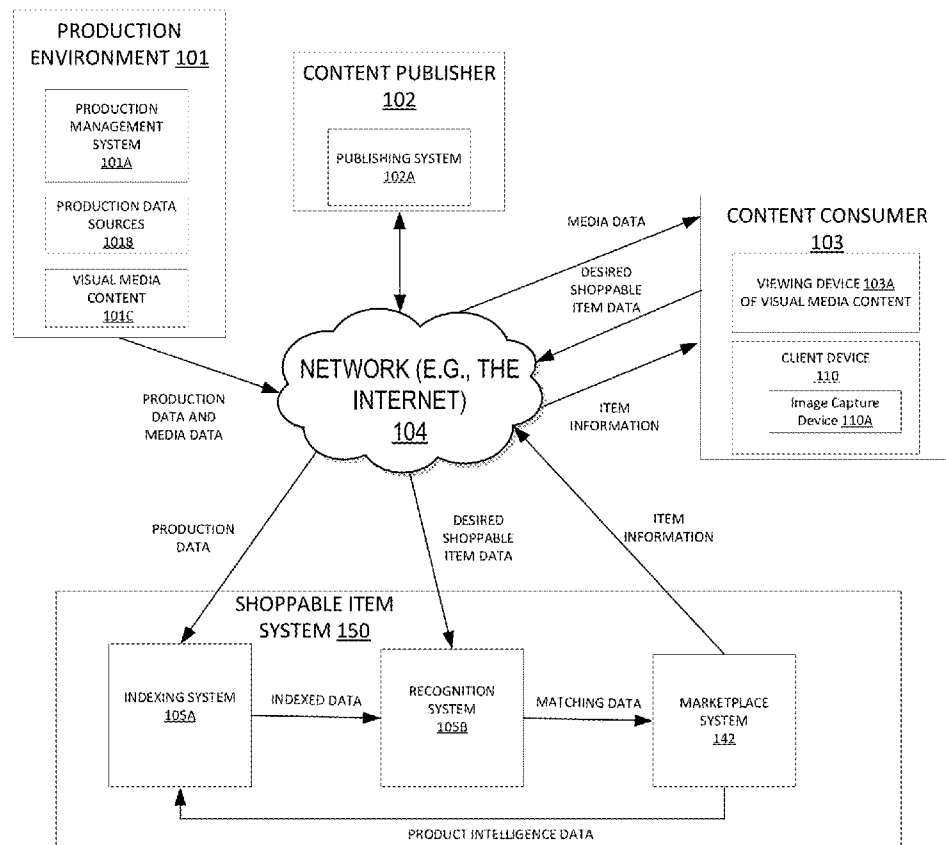 PRODUCTION
ENVIRONMENT 101
PRODUCTION
MANAGEMENT
SYSTEM
101A
PRODUCTION DATA
SOURCES
101B
VISUAL MEDIA
CONTENT
101C
CONTENT PUBLISHER
102
PUBLISHING SYSTEM
102A
CONTENT CONSUMER
103
VIEWING DEVICE 103A
OF VISUAL MEDIA CONTENT
CLIENT DEVICE
110
Image Capture
Device 110A
MEDIA DATA
DESIRED
SHOPPABLE
ITEM DATA
NETWORK (E.G., THE
INTERNET)
104
ITEM
INFORMATION
PRODUCTION
DATA AND
MEDIA DATA
PRODUCTION
DATA
DESIRED
SHOPPABLE
ITEM DATA
ITEM
INFORMATION
SHOPPABLE ITEM
SYSTEM 150
INDEXING SYSTEM
105A
INDEXED DATA
RECOGNITION
SYSTEM
105B
MATCHING DATA
MARKETPLACE
SYSTEM
142
PRODUCT INTELLIGENCE DATA